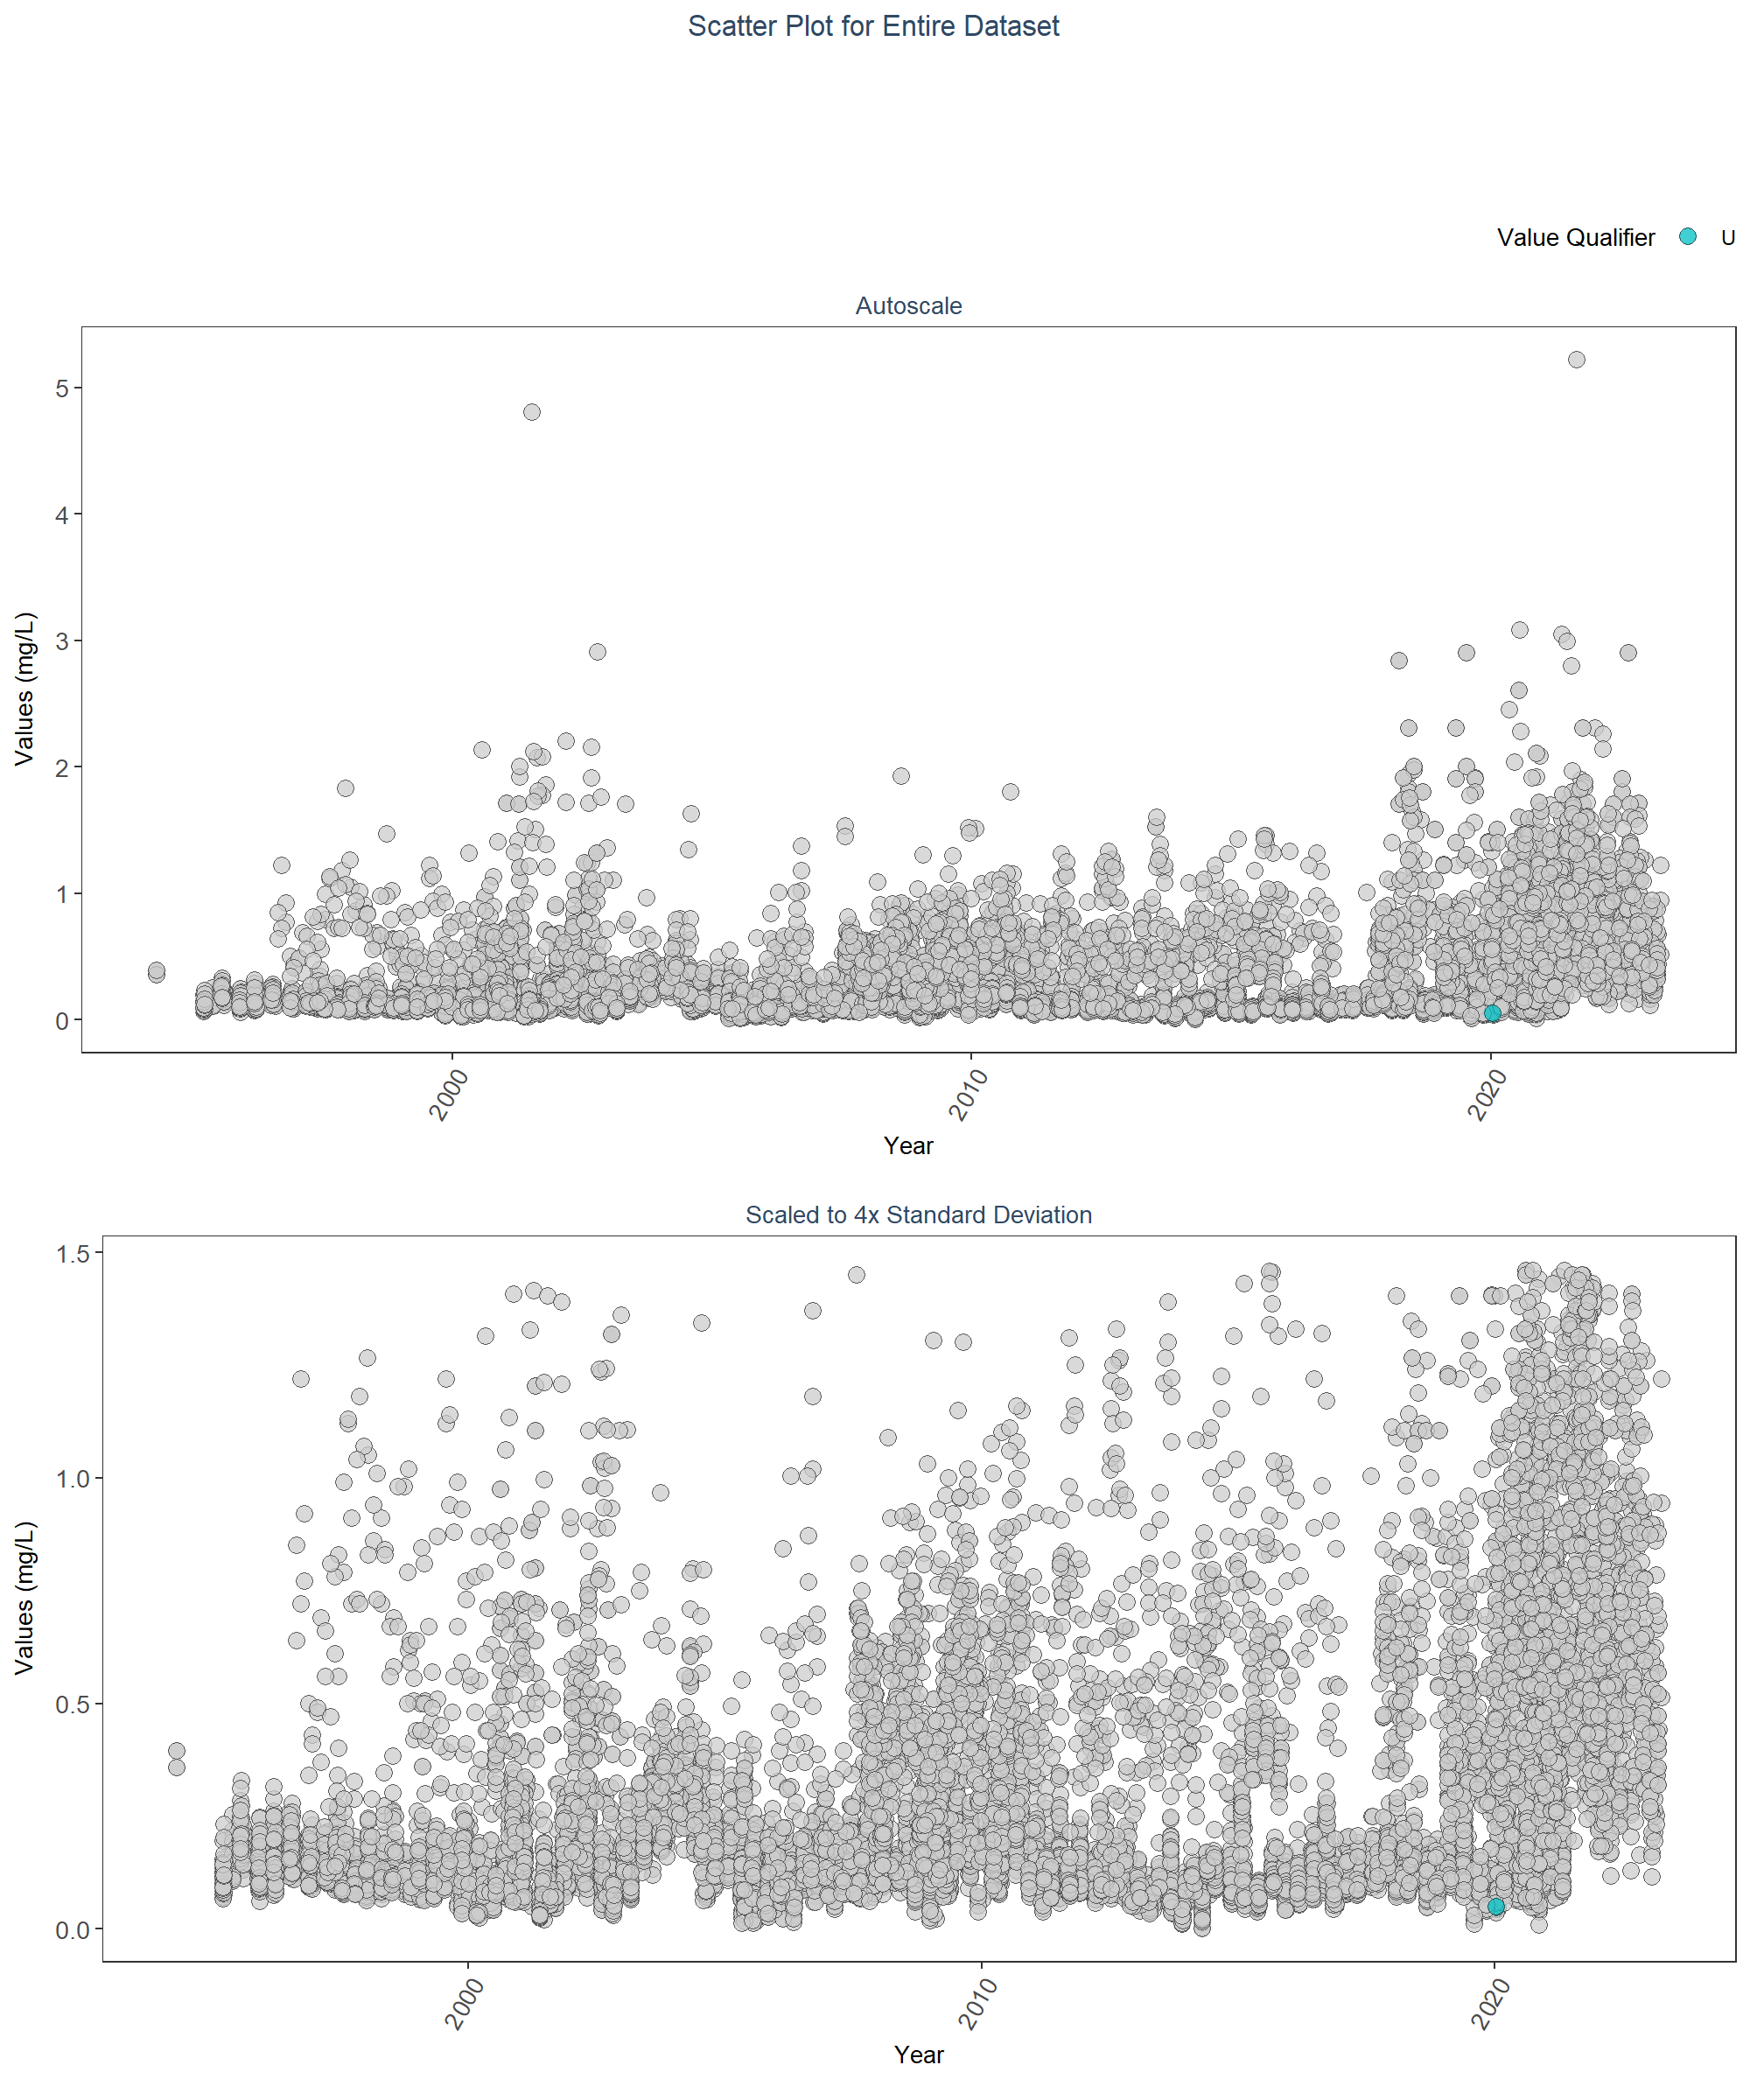 Scatter Plot for Entire Dataset
Value Qualifier U
Autoscale
5
4
3
2
1
0
Values (mg/L)
2000 2010 2020
Year
Scaled to 4x Standard Deviation
1.5
1.0
0.5
0.0
Values (mg/L)
2000 2010 2020
Year